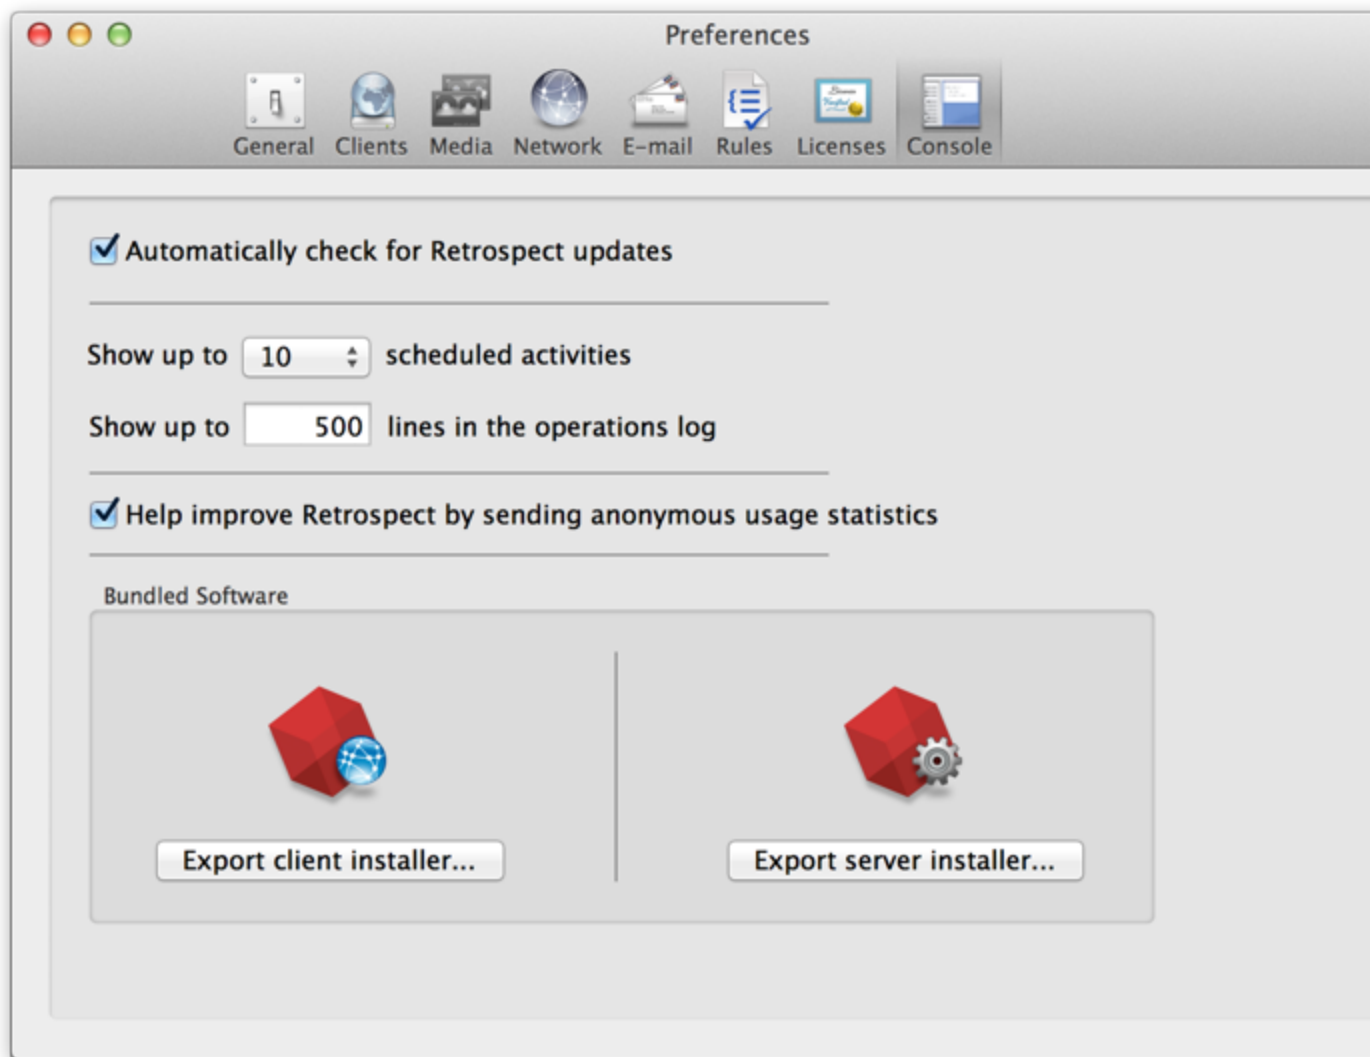 Preferences
General Clients Media Network E-mail Rules Licenses Console
Automatically check for Retrospect updates
Show up to 10 scheduled activities
Show up to 500 lines in the operations log
Help improve Retrospect by sending anonymous usage statistics
Bundled Software
Export client installer... Export server installer...